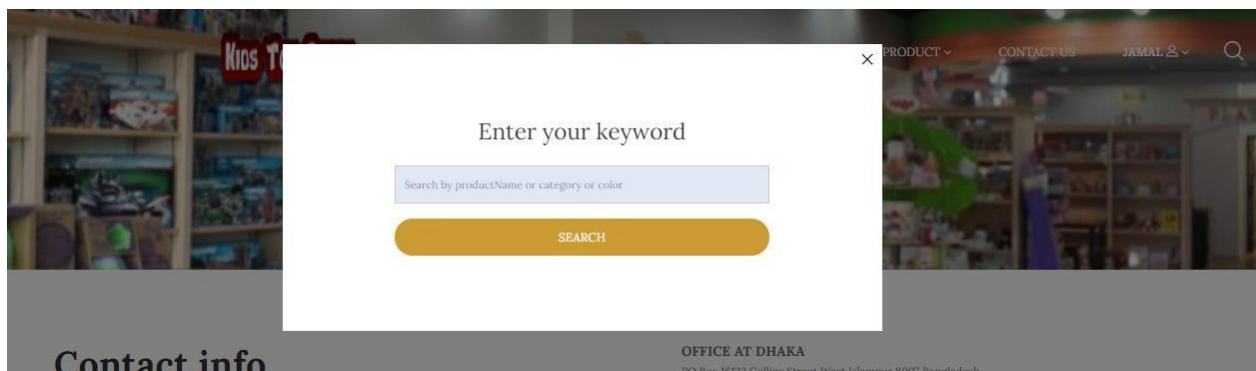 KIDS
PRODUCT
CONTACT US
JAMAL
Enter your keyword
Search by productName or category or color
SEARCH
Contact info
OFFICE AT DHAKA